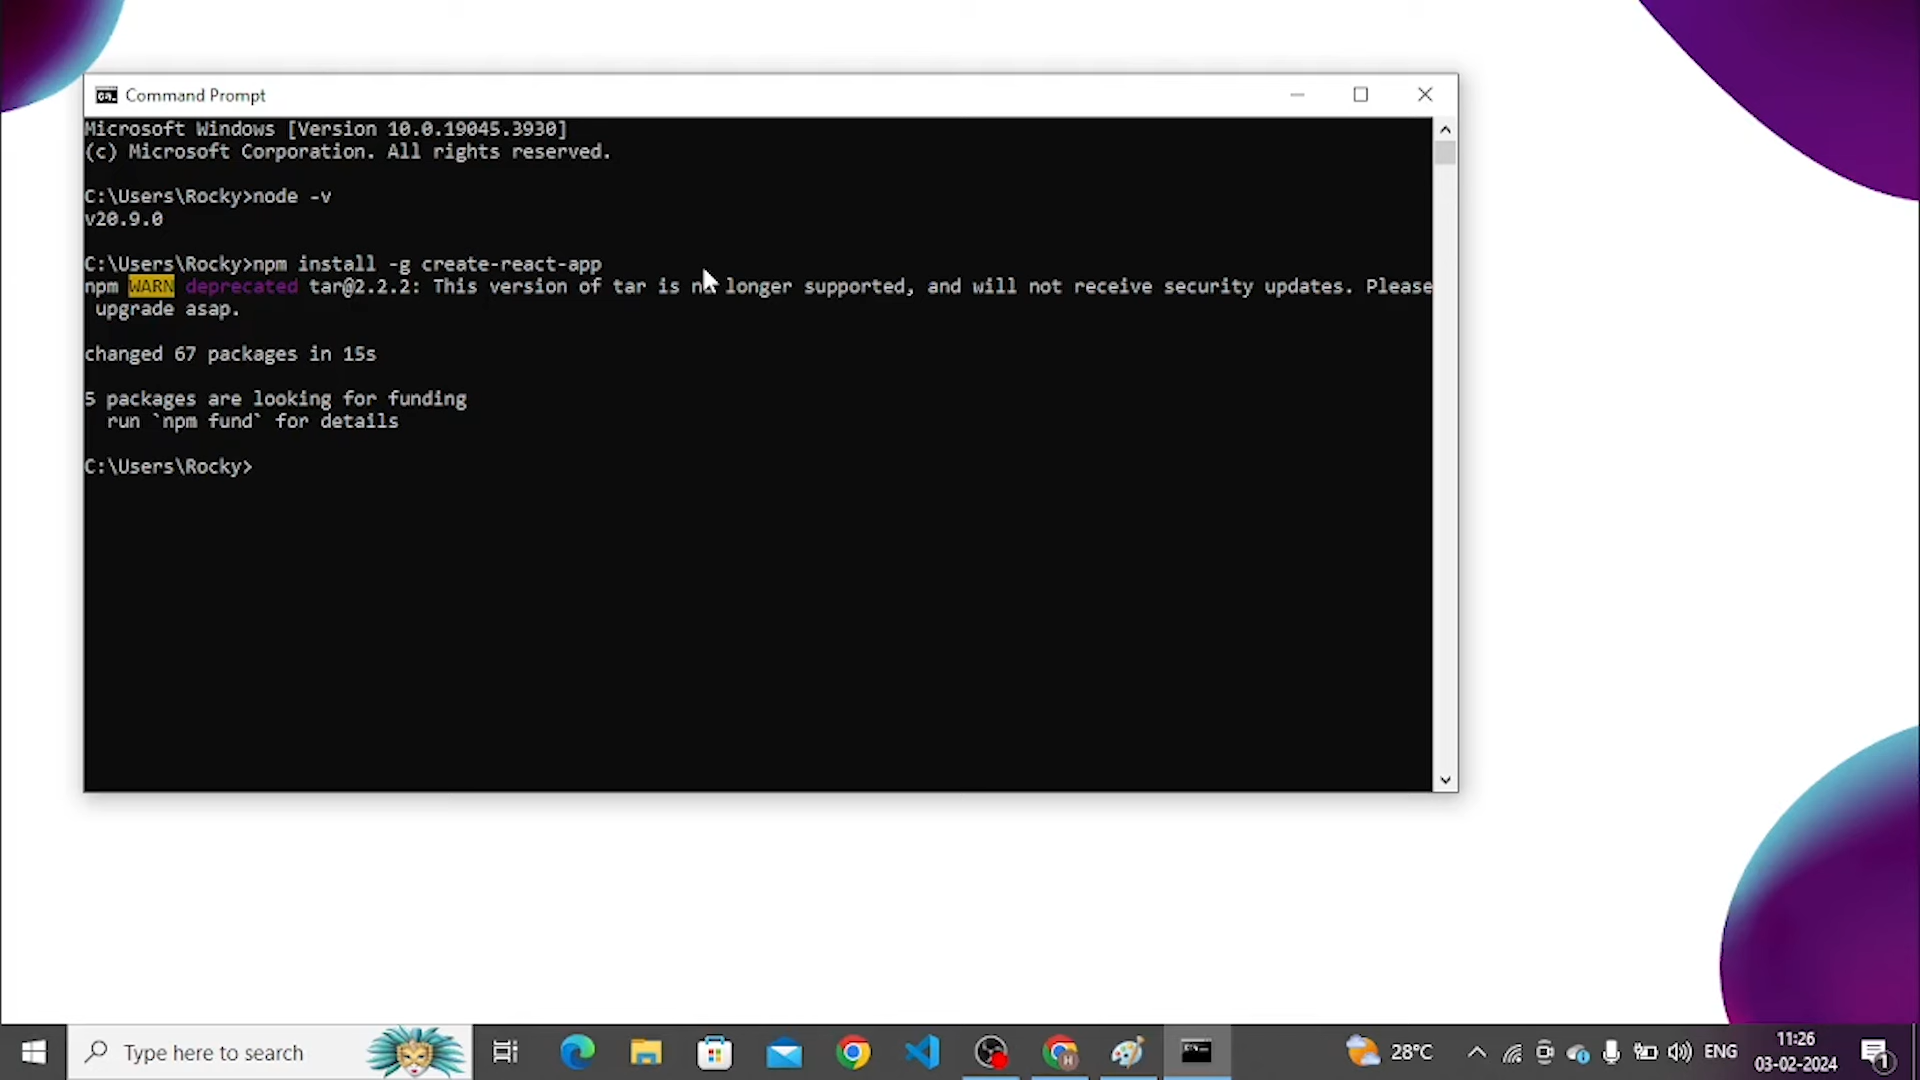 Command Prompt
Microsoft Windows [Version 10.0.19045.3930]
(c) Microsoft Corporation. All rights reserved.
C:\Users\Rocky>node -v
v20.9.0
C:\Users\Rocky>npm install -g create-react-app
npm WARN deprecated tar@2.2.2: This version of tar is no longer supported, and will not receive security updates. Please
upgrade asap.
changed 67 packages in 15s
5 packages are looking for funding
run `npm fund` for details
C:\Users\Rocky>
Type here to search
28°C
ENG
11:26
03-02-2024
1